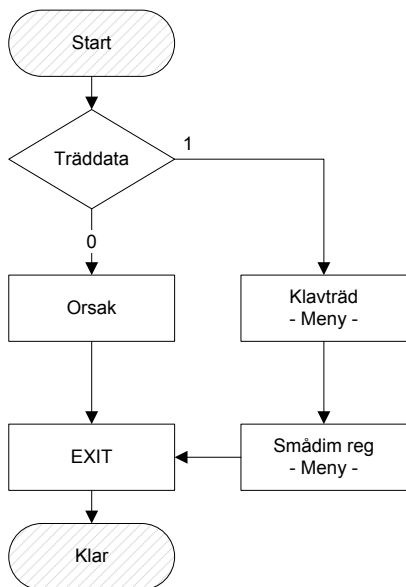 Start
Träddata
1
0
Orsak
Klavträd
- Meny -
EXIT
Smådim reg
- Meny -
Klar